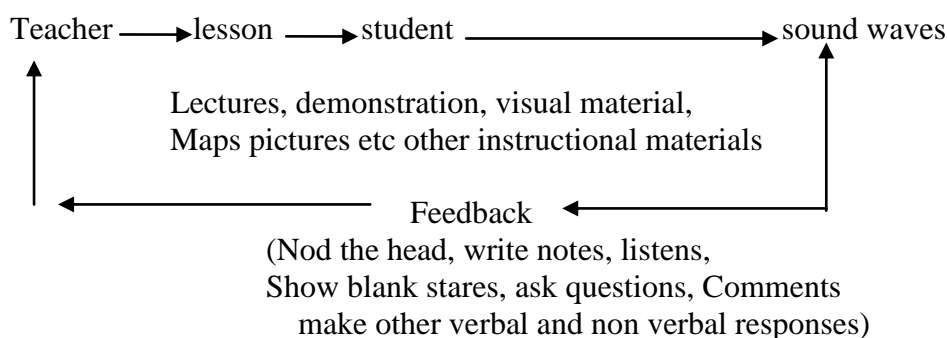 Teacher lesson student sound waves
Lectures, demonstration, visual material,
Maps pictures etc other instructional materials
Feedback
(Nod the head, write notes, listens,
Show blank stares, ask questions, Comments
make other verbal and non verbal responses)